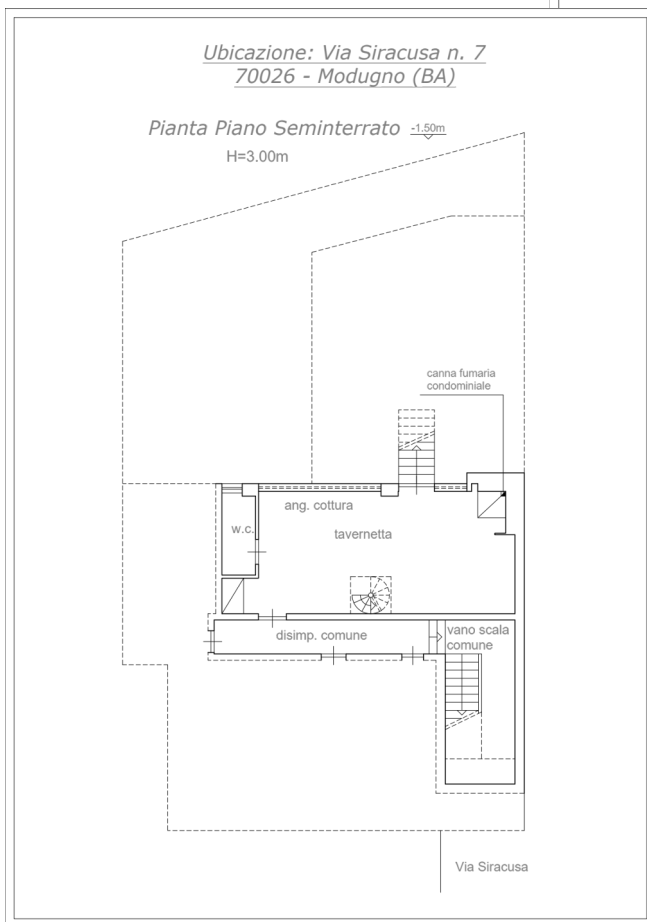 Ubicazione: Via Siracusa n. 7
70026 - Modugno (BA)
Pianta Piano Seminterrato -1.50m
H=3.00m
canna fumaria
condominiale
ang. cottura
w.c.
tavernetta
disimp. comune
vano scala
comune
Via Siracusa